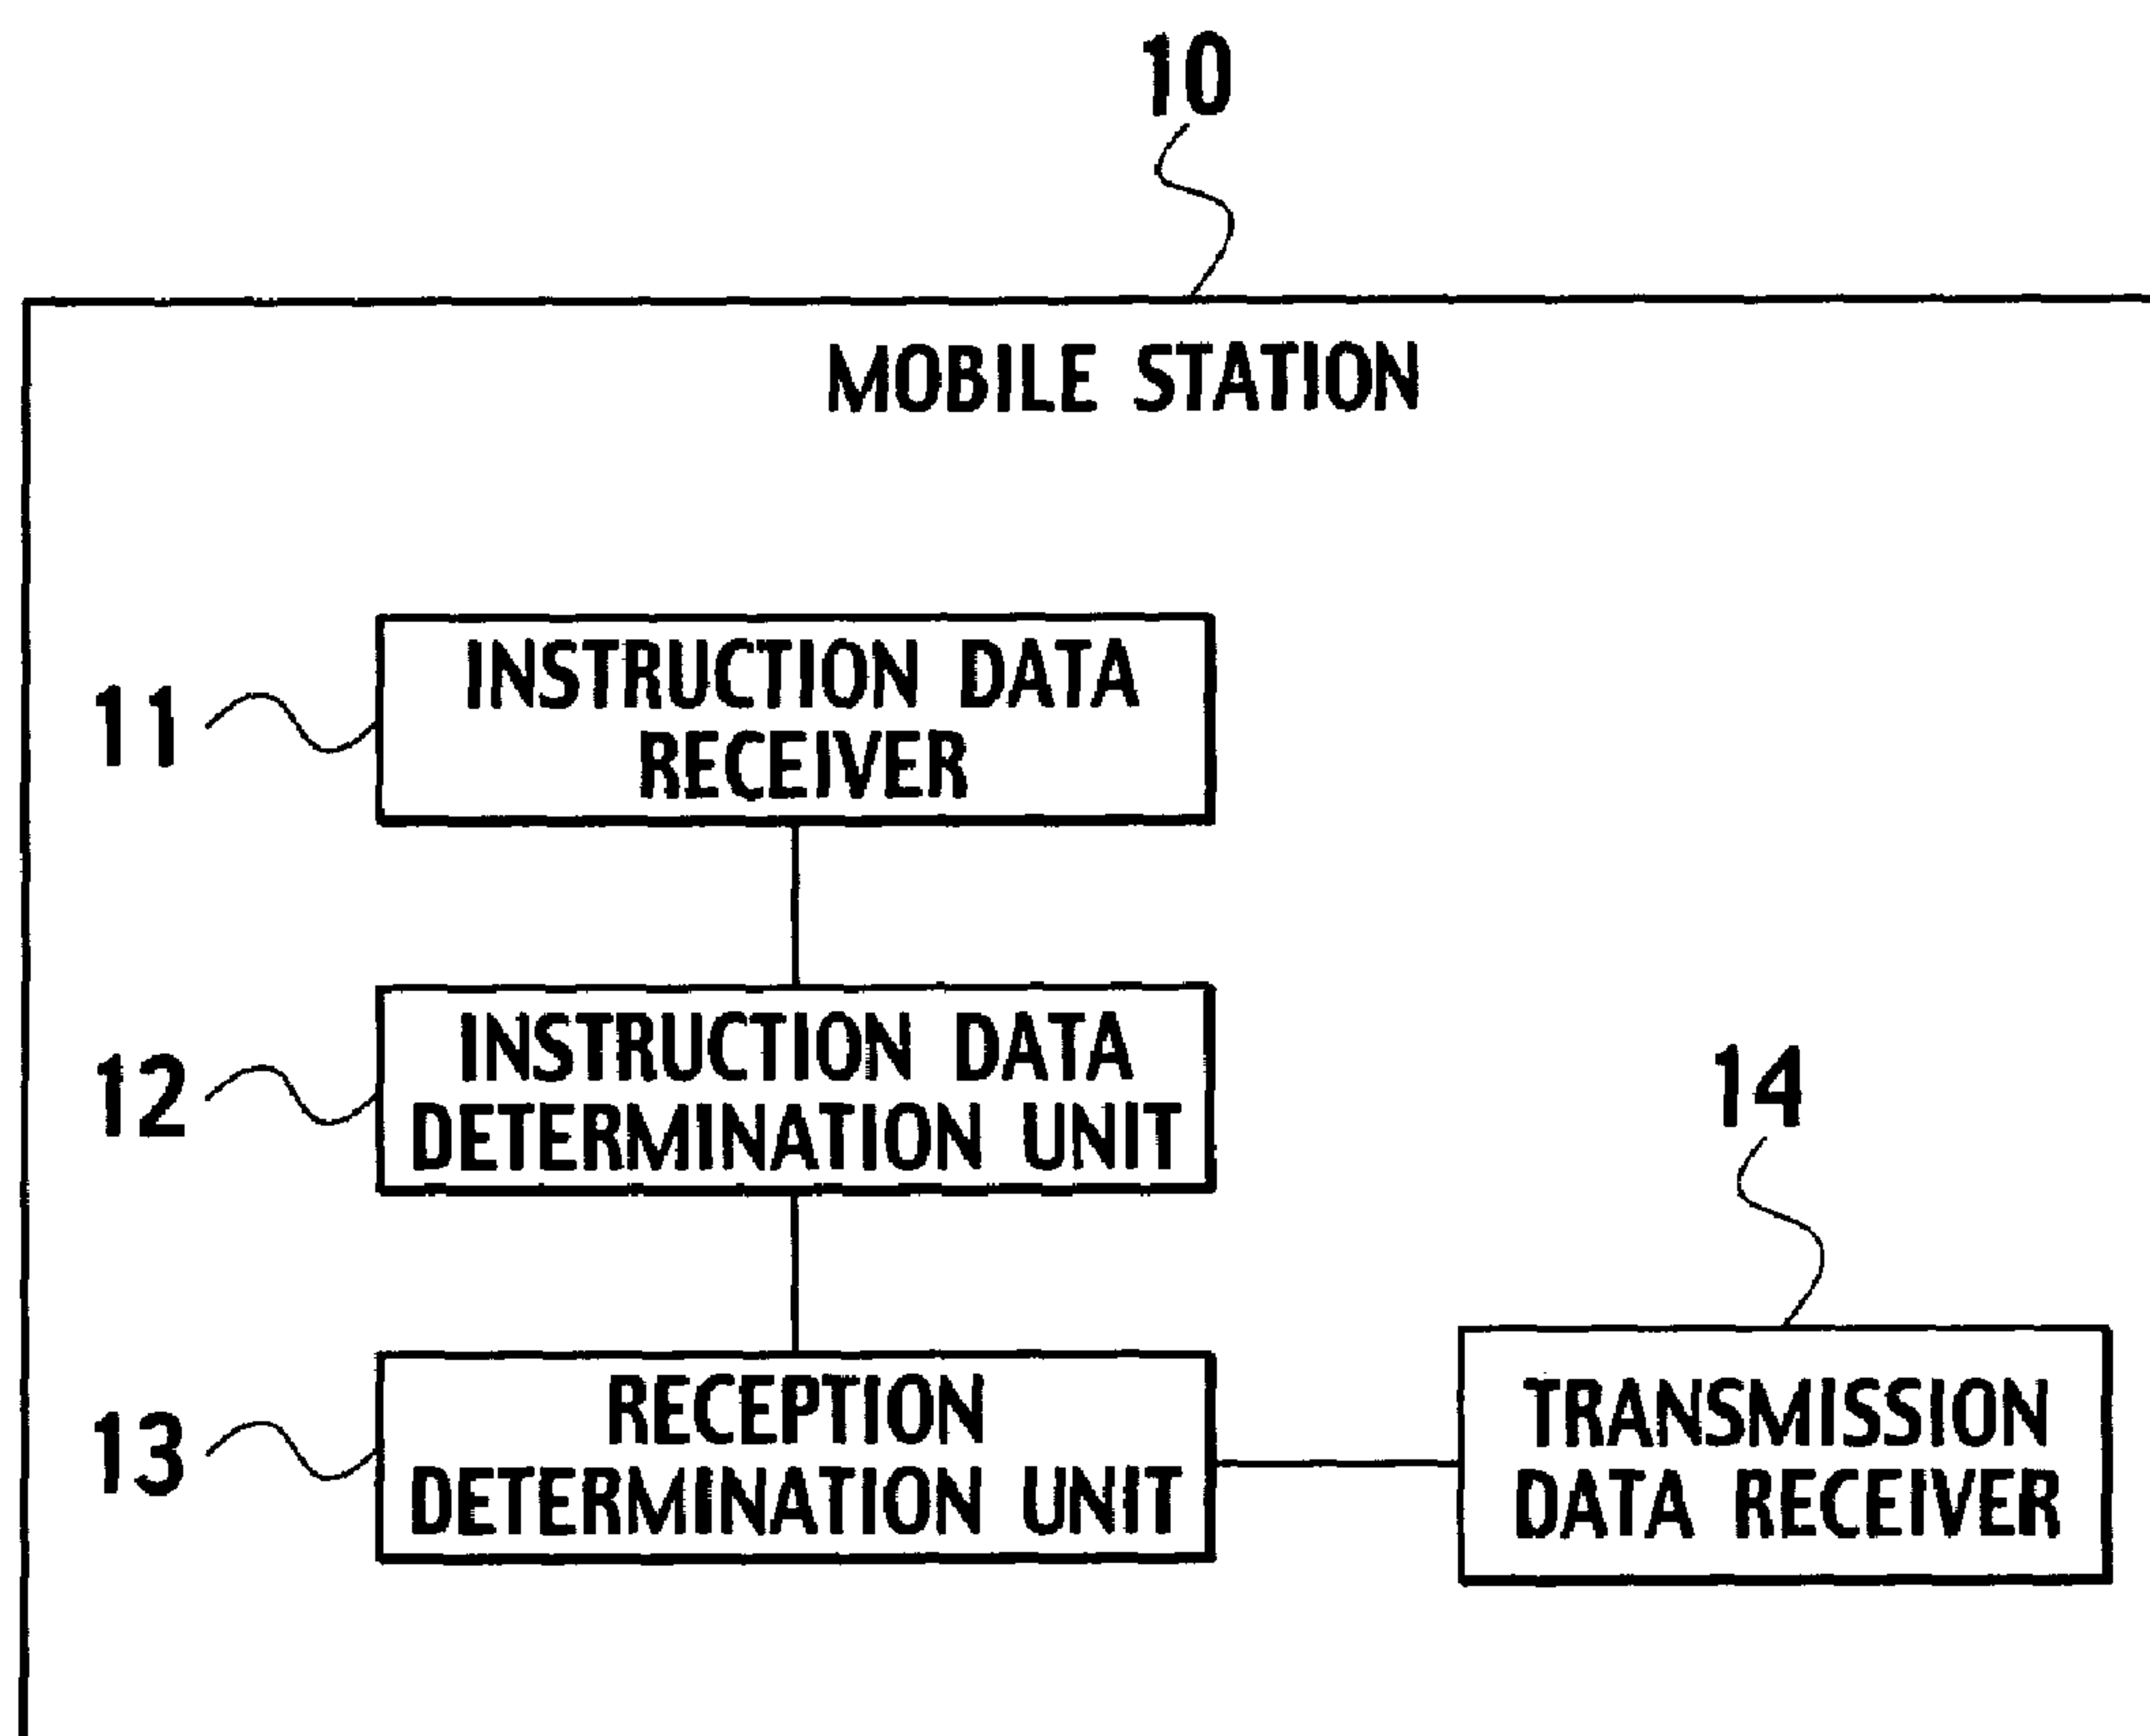 10
MOBILE STATION
11
INSTRUCTION DATA
RECEIVER
12
INSTRUCTION DATA
DETERMINATION UNIT
13
RECEPTION
DETERMINATION UNIT
14
TRANSMISSION
DATA RECEIVER